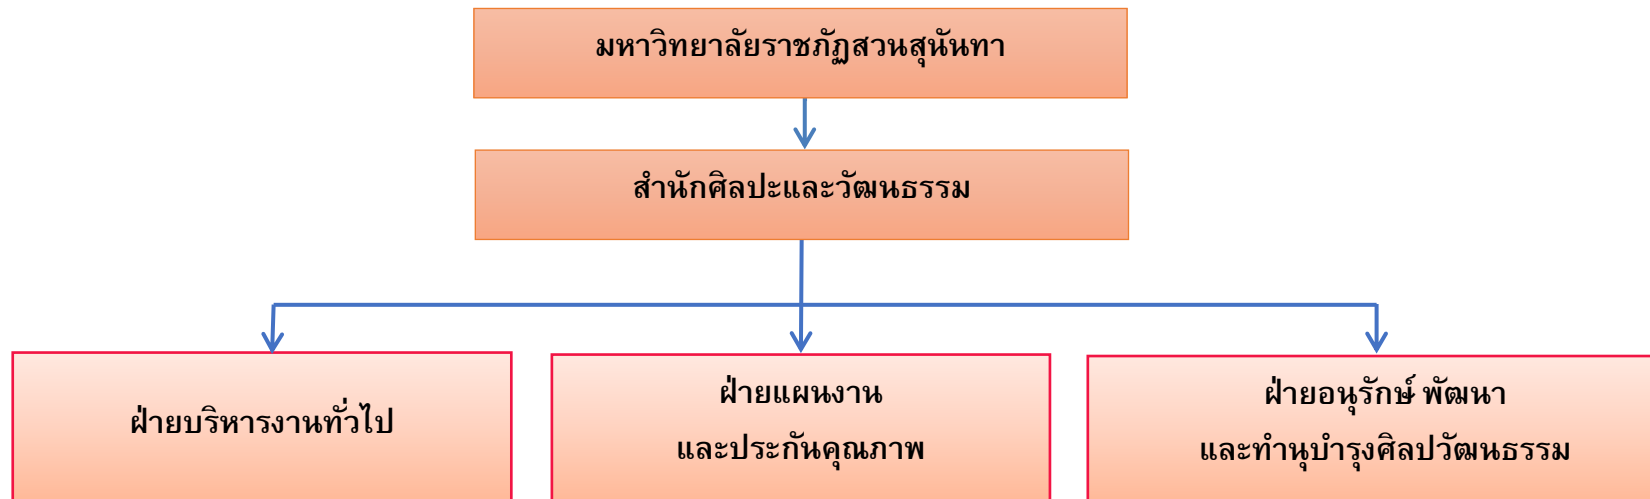 มหาวิทยาลัยราชภัฏสวนสุนันทา
สำนักศิลปะและวัฒนธรรม
ฝ่ายบริหารงานทั่วไป
ฝ่ายแผนงาน
และประกันคุณภาพ
ฝ่ายอนุรักษ์ พัฒนา
และทำนุบำรุงศิลปวัฒนธรรม